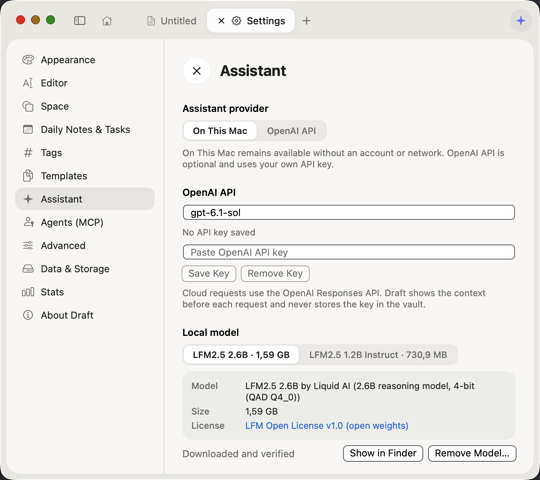 Untitled
Settings
Appearance
Editor
Space
Daily Notes & Tasks
Tags
Templates
Assistant
Agents (MCP)
Advanced
Data & Storage
Stats
About Draft
Assistant
Assistant provider
On This Mac
OpenAI API
On This Mac remains available without an account or network. OpenAI API is
optional and uses your own API key.
OpenAI API
gpt-6.1-sol
No API key saved
Paste OpenAI API key
Save Key
Remove Key
Cloud requests use the OpenAI Responses API. Draft shows the context
before each request and never stores the key in the vault.
Local model
LFM2.5 2.6B · 1,59 GB
LFM2.5 1.2B Instruct · 730,9 MB
Model
LFM2.5 2.6B by Liquid AI (2.6B reasoning model, 4-bit
(QAD Q4_0))
Size
1,59 GB
License
LFM Open License v1.0 (open weights)
Downloaded and verified
Show in Finder
Remove Model...